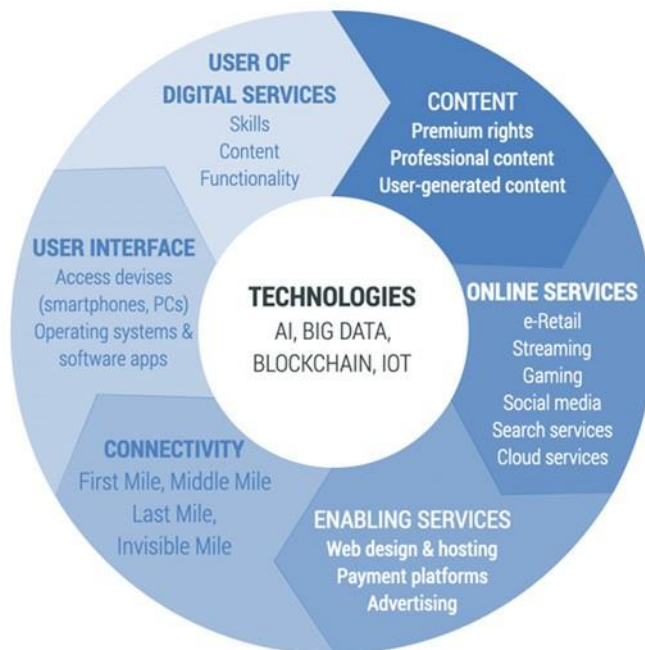 USER OF
DIGITAL SERVICES
Skills
Content
Functionality
CONTENT
Premium rights
Professional content
User-generated content
ONLINE SERVICES
e-Retail
Streaming
Gaming
Social media
Search services
Cloud services
ENABLING SERVICES
Web design & hosting
Payment platforms
Advertising
CONNECTIVITY
First Mile, Middle Mile
Last Mile,
Invisible Mile
USER INTERFACE
Access devises
(smartphones, PCs)
Operating systems &
software apps
TECHNOLOGIES
AI, BIG DATA,
BLOCKCHAIN, IOT